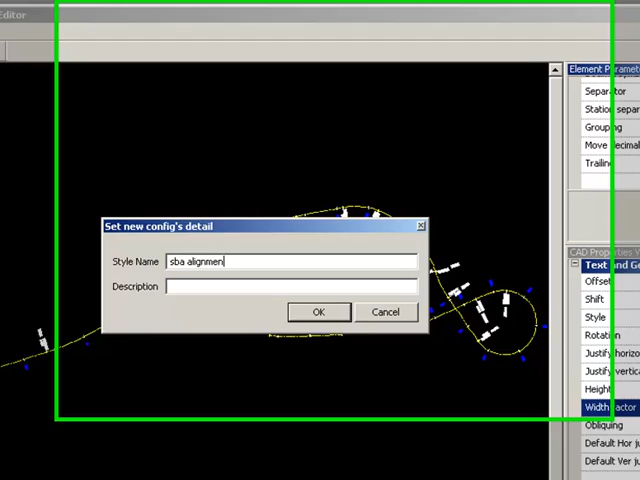 Editor
Element Paramet
Separator
Station separ
Grouping
Move decimal
Trailin
Set new config's detail
Style Name sba alignmen
Description
OK Cancel
CAD Properties
Text and Ge
Offset
Shift
Style
Rotation
Justify horizo
Justify vertica
Height
Width factor
Obliquing
Default Hor ju
Default Ver ju